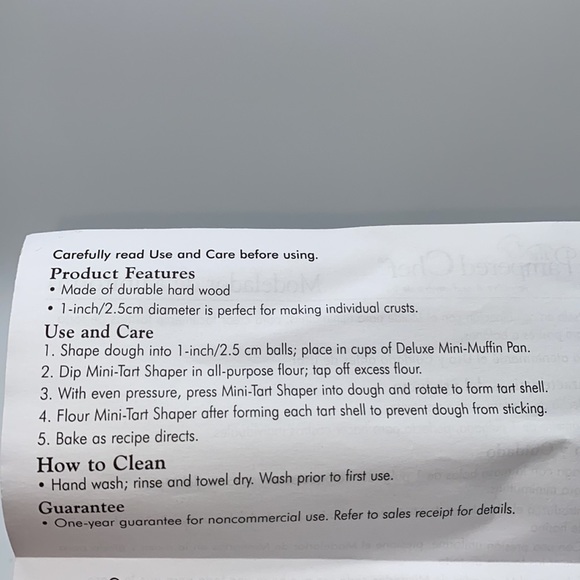 Carefully read Use and Care before using.
Product Features
• Made of durable hard wood
• 1-inch/2.5cm diameter is perfect for making individual crusts.
Use and Care
1. Shape dough into 1-inch/2.5 cm balls; place in cups of Deluxe Mini-Muffin Pan.
2. Dip Mini-Tart Shaper in all-purpose flour; tap off excess flour.
3. With even pressure, press Mini-Tart Shaper into dough and rotate to form tart shell.
4. Flour Mini-Tart Shaper after forming each tart shell to prevent dough from sticking.
5. Bake as recipe directs.
How to Clean
• Hand wash; rinse and towel dry. Wash prior to first use.
Guarantee
• One-year guarantee for noncommercial use. Refer to sales receipt for details.